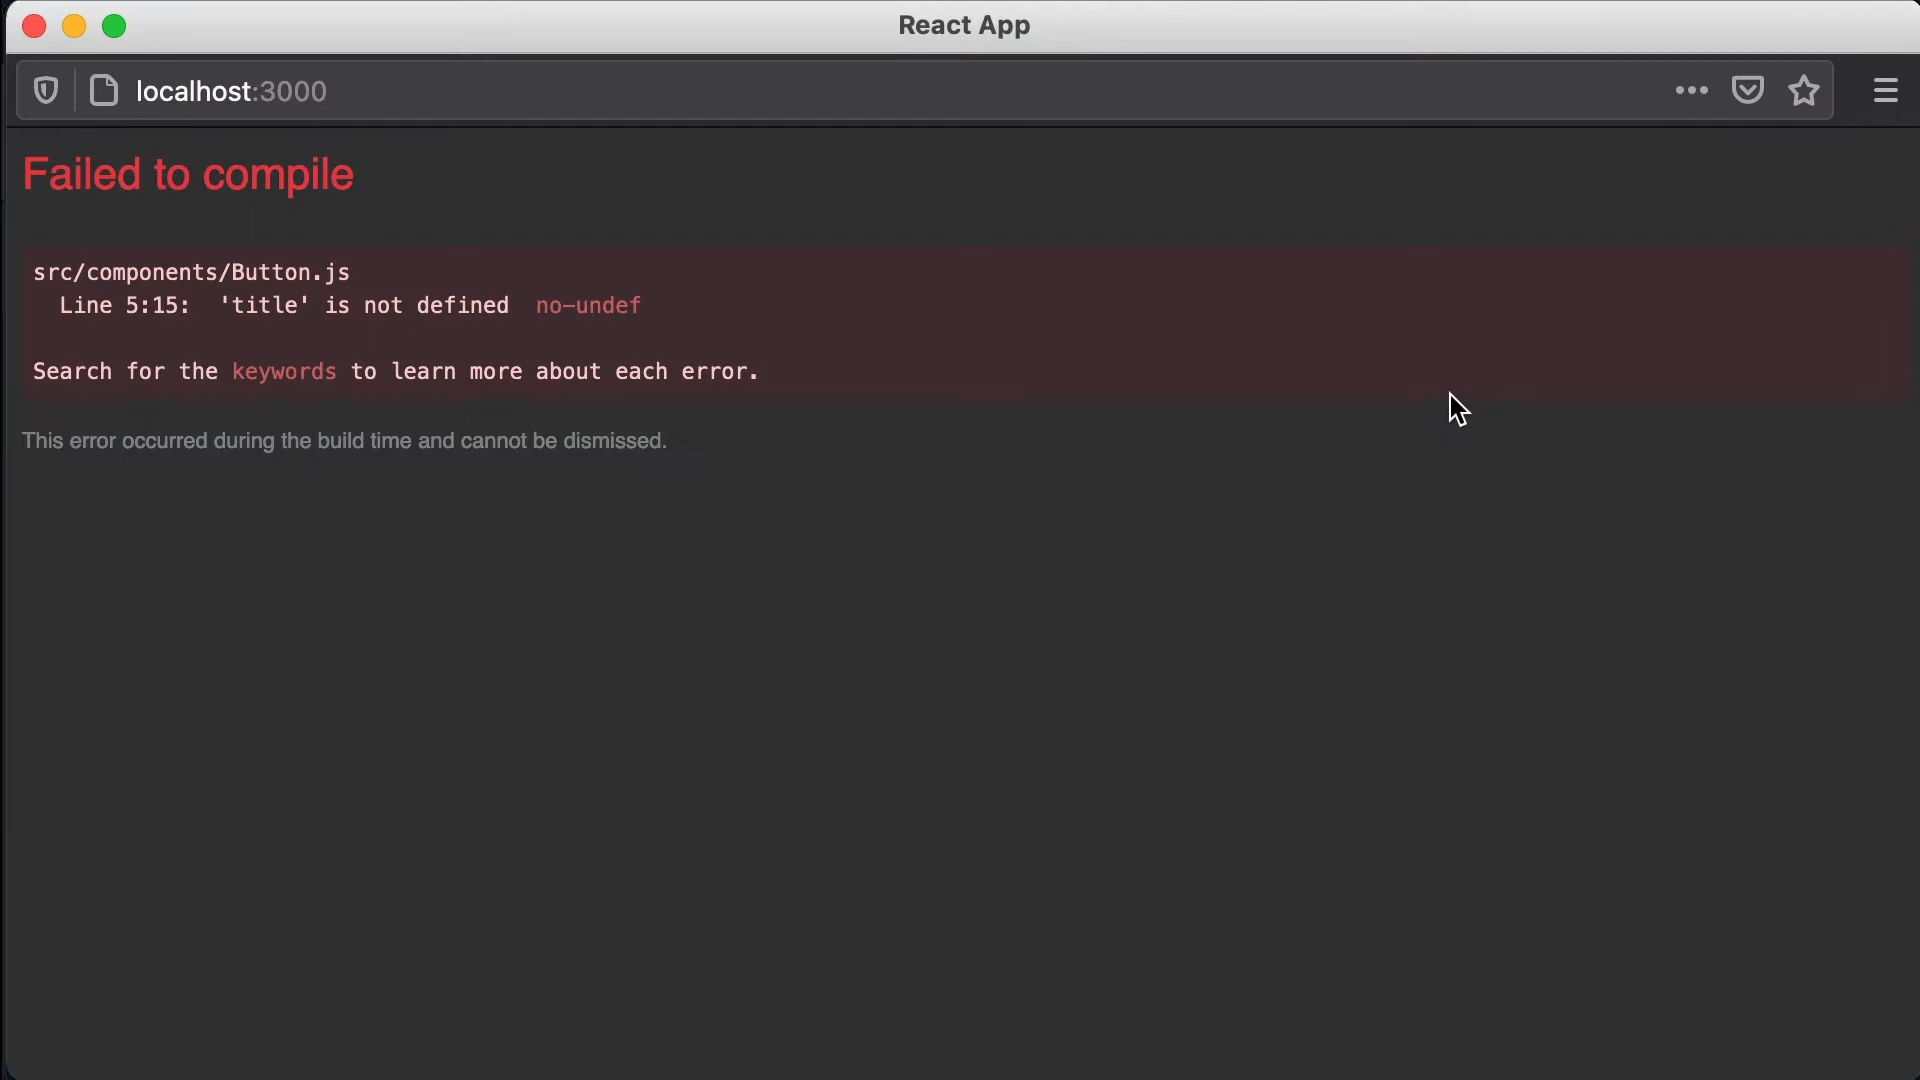 React App
localhost:3000
Failed to compile
src/components/Button.js
Line 5:15:  'title' is not defined  no-undef
Search for the keywords to learn more about each error.
This error occurred during the build time and cannot be dismissed.